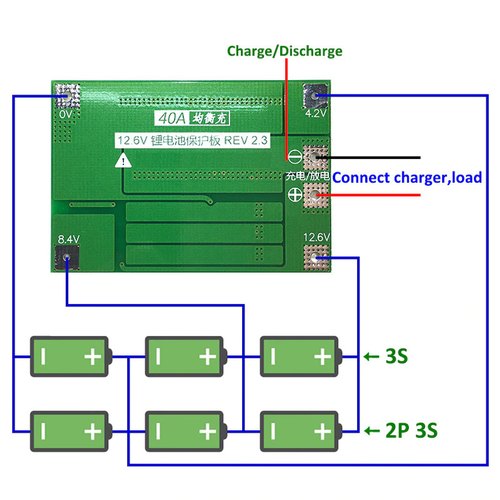 Charge/Discharge
0V
4.2V
40A 均衡充
12.6V 锂电池保护板 REV 2.3
充电/放电
Connect charger,load
8.4V
12.6V
3S
2P 3S